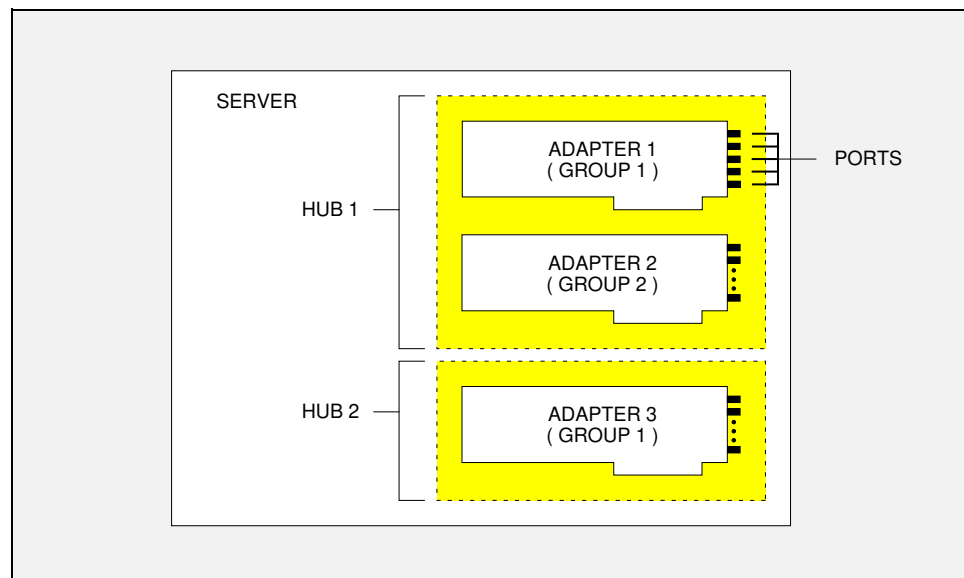 SERVER
HUB 1
ADAPTER 1
( GROUP 1 )
PORTS
ADAPTER 2
( GROUP 2 )
HUB 2
ADAPTER 3
( GROUP 1 )